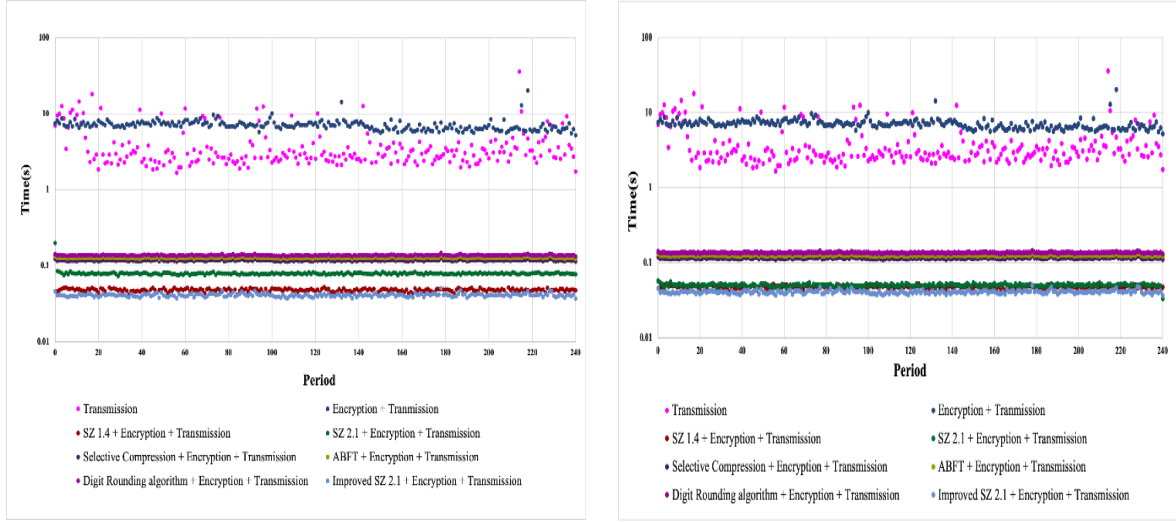 100
10
1
0.1
0.01
Time(s)
0 20 40 60 80 100 120 140 160 180 200 220 240
Period
Transmission
Encryption + Tranmission
SZ 1.4 + Encryption + Transmission
SZ 2.1 + Encryption + Transmission
Selective Compression + Encryption + Transmission
ABFT + Encryption + Transmission
Digit Rounding algorithm + Encryption + Transmission
Improved SZ 2.1 + Encryption + Transmission
100
10
1
0.1
0.01
Time(s)
0 20 40 60 80 100 120 140 160 180 200 220 240
Period
Transmission
Encryption + Tranmission
SZ 1.4 + Encryption + Transmission
SZ 2.1 + Encryption + Transmission
Selective Compression + Encryption + Transmission
ABFT + Encryption + Transmission
Digit Rounding algorithm + Encryption + Transmission
Improved SZ 2.1 + Encryption + Transmission